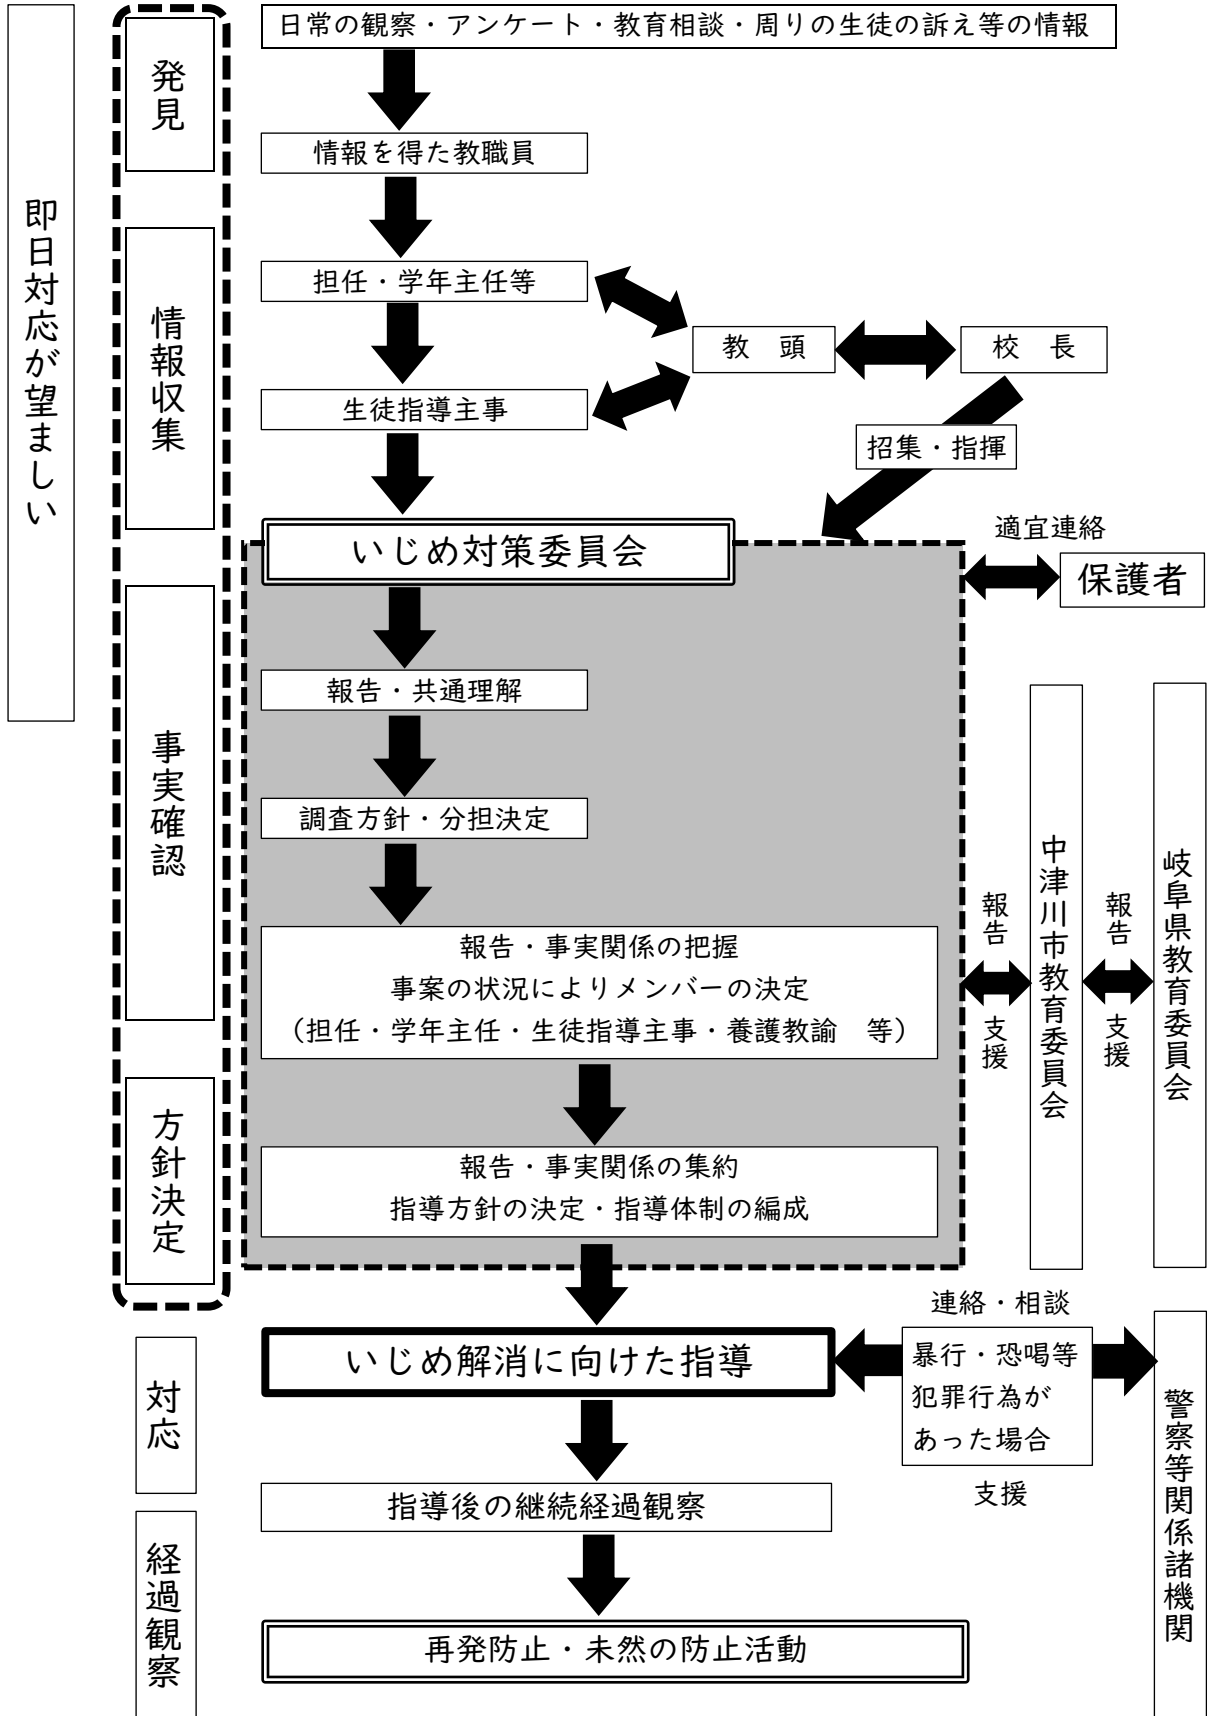 日常の観察・アンケート・教育相談・周りの生徒の訴え等の情報
発見
情報を得た教職員
即日対応が望ましい
情報収集
担任・学年主任等
教　頭
校　長
生徒指導主事
招集・指揮
いじめ対策委員会
適宜連絡
保護者
事実確認
報告・共通理解
調査方針・分担決定
報告・事実関係の把握
事案の状況によりメンバーの決定
（担任・学年主任・生徒指導主事・養護教諭　等）
報告
支援
中津川市教育委員会
報告
支援
岐阜県教育委員会
方針決定
報告・事実関係の集約
指導方針の決定・指導体制の編成
対応
いじめ解消に向けた指導
連絡・相談
暴行・恐喝等
犯罪行為が
あった場合
支援
警察等関係諸機関
経過観察
指導後の継続経過観察
再発防止・未然の防止活動